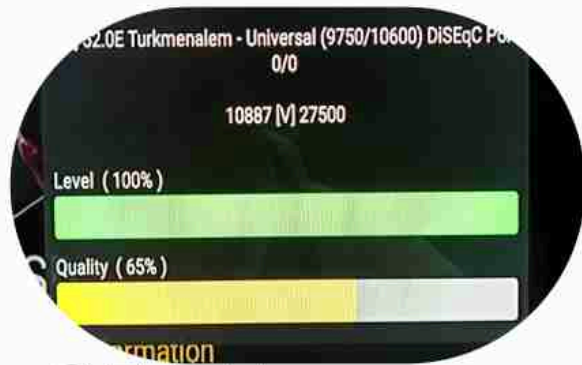 52.0E Turkmenalem - Universal (9750/10600) DiSEqC
0/0
10887 [V] 27500
Level ( 100% )
Quality ( 65% )